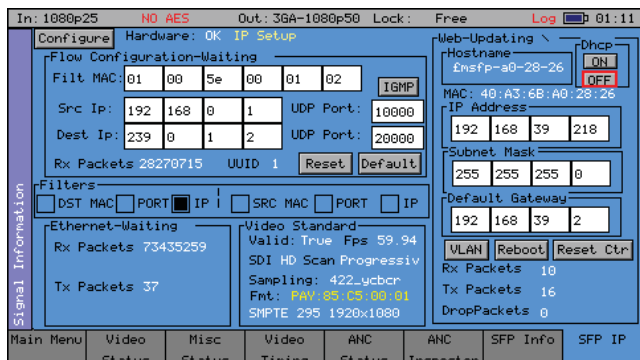 In: 1080p25 NO AES Out: 3GA-1080p50 Lock: Free Log 01:11
Configure Hardware: OK IP Setup
Flow Configuration-Waiting
Filt MAC: 01 00 5e 00 01 02 IGMP
Src Ip: 192 168 0 1 UDP Port: 10000
Dest Ip: 239 0 1 2 UDP Port: 20000
Rx Packets 28270715 UUID 1 Reset Default
Filters
DST MAC PORT IP SRC MAC PORT IP
Ethernet-Waiting
Rx Packets 73435259
Tx Packets 37
Video Standard
Valid: True Fps 59.94
SDI HD Scan Progressiv
Sampling: 422_ycbcr
Fmt: PAY:85:C5:00:01
SMPTE 295 1920x1080
Web-Updating \
Hostname
£msfp-a0-28-26
Dhcp
ON
OFF
MAC: 40:A3:6B:A0:28:26
IP Address
192 168 39 218
Subnet Mask
255 255 255 0
Default Gateway
192 168 39 2
VLAN Reboot Reset Ctr
Rx Packets 10
Tx Packets 16
DropPackets 0
Signal Information
Main Menu Video Misc Video ANC ANC SFP Info SFP IP
Status Status Timing Status Inspector